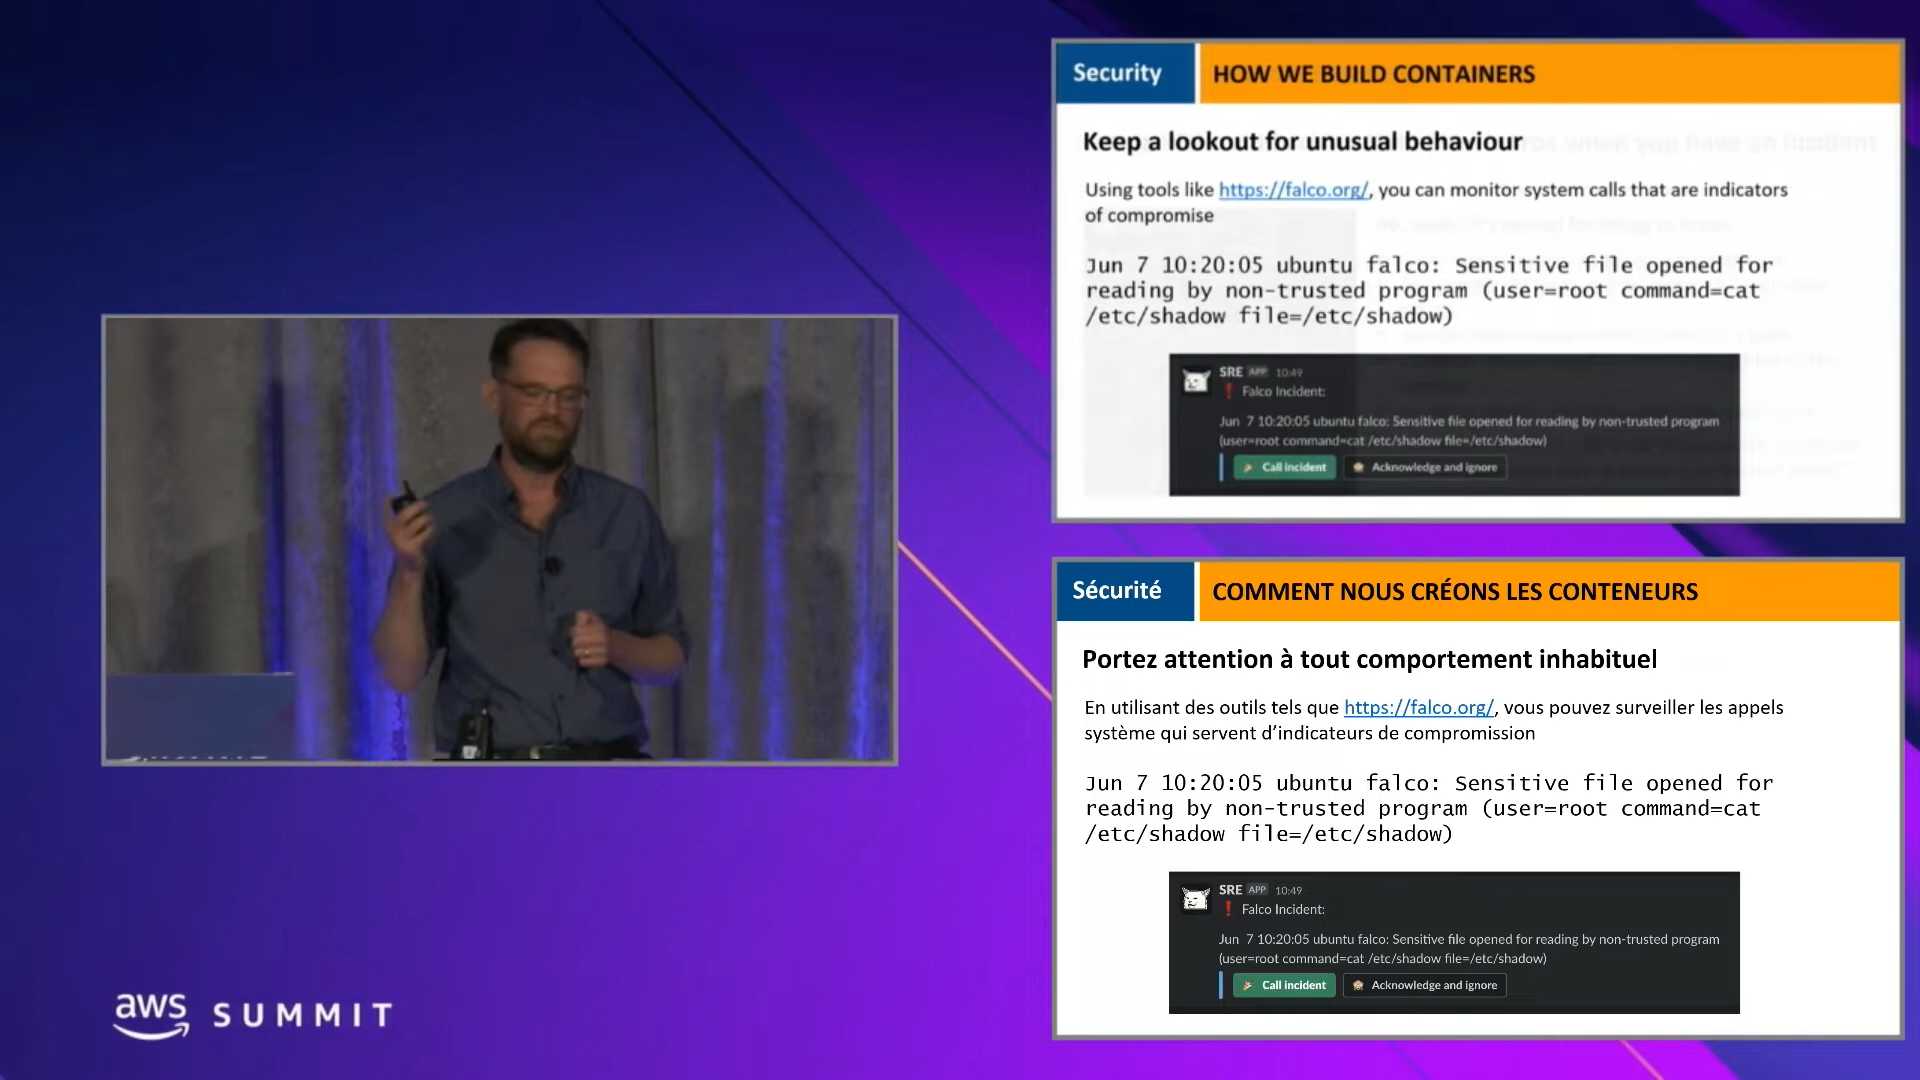 Security
HOW WE BUILD CONTAINERS
Keep a lookout for unusual behaviour
Using tools like https://falco.org/, you can monitor system calls that are indicators
of compromise
Jun 7 10:20:05 ubuntu falco: Sensitive file opened for
reading by non-trusted program (user=root command=cat
/etc/shadow file=/etc/shadow)
SRE APP 10:49
Falco Incident:
Jun 7 10:20:05 ubuntu falco: Sensitive file opened for reading by non-trusted program
(user=root command=cat /etc/shadow file=/etc/shadow)
Call incident
Acknowledge and ignore
Sécurité
COMMENT NOUS CRÉONS LES CONTENEURS
Portez attention à tout comportement inhabituel
En utilisant des outils tels que https://falco.org/, vous pouvez surveiller les appels
système qui servent d’indicateurs de compromission
Jun 7 10:20:05 ubuntu falco: Sensitive file opened for
reading by non-trusted program (user=root command=cat
/etc/shadow file=/etc/shadow)
SRE APP 10:49
Falco Incident:
Jun 7 10:20:05 ubuntu falco: Sensitive file opened for reading by non-trusted program
(user=root command=cat /etc/shadow file=/etc/shadow)
Call incident
Acknowledge and ignore
aws SUMMIT